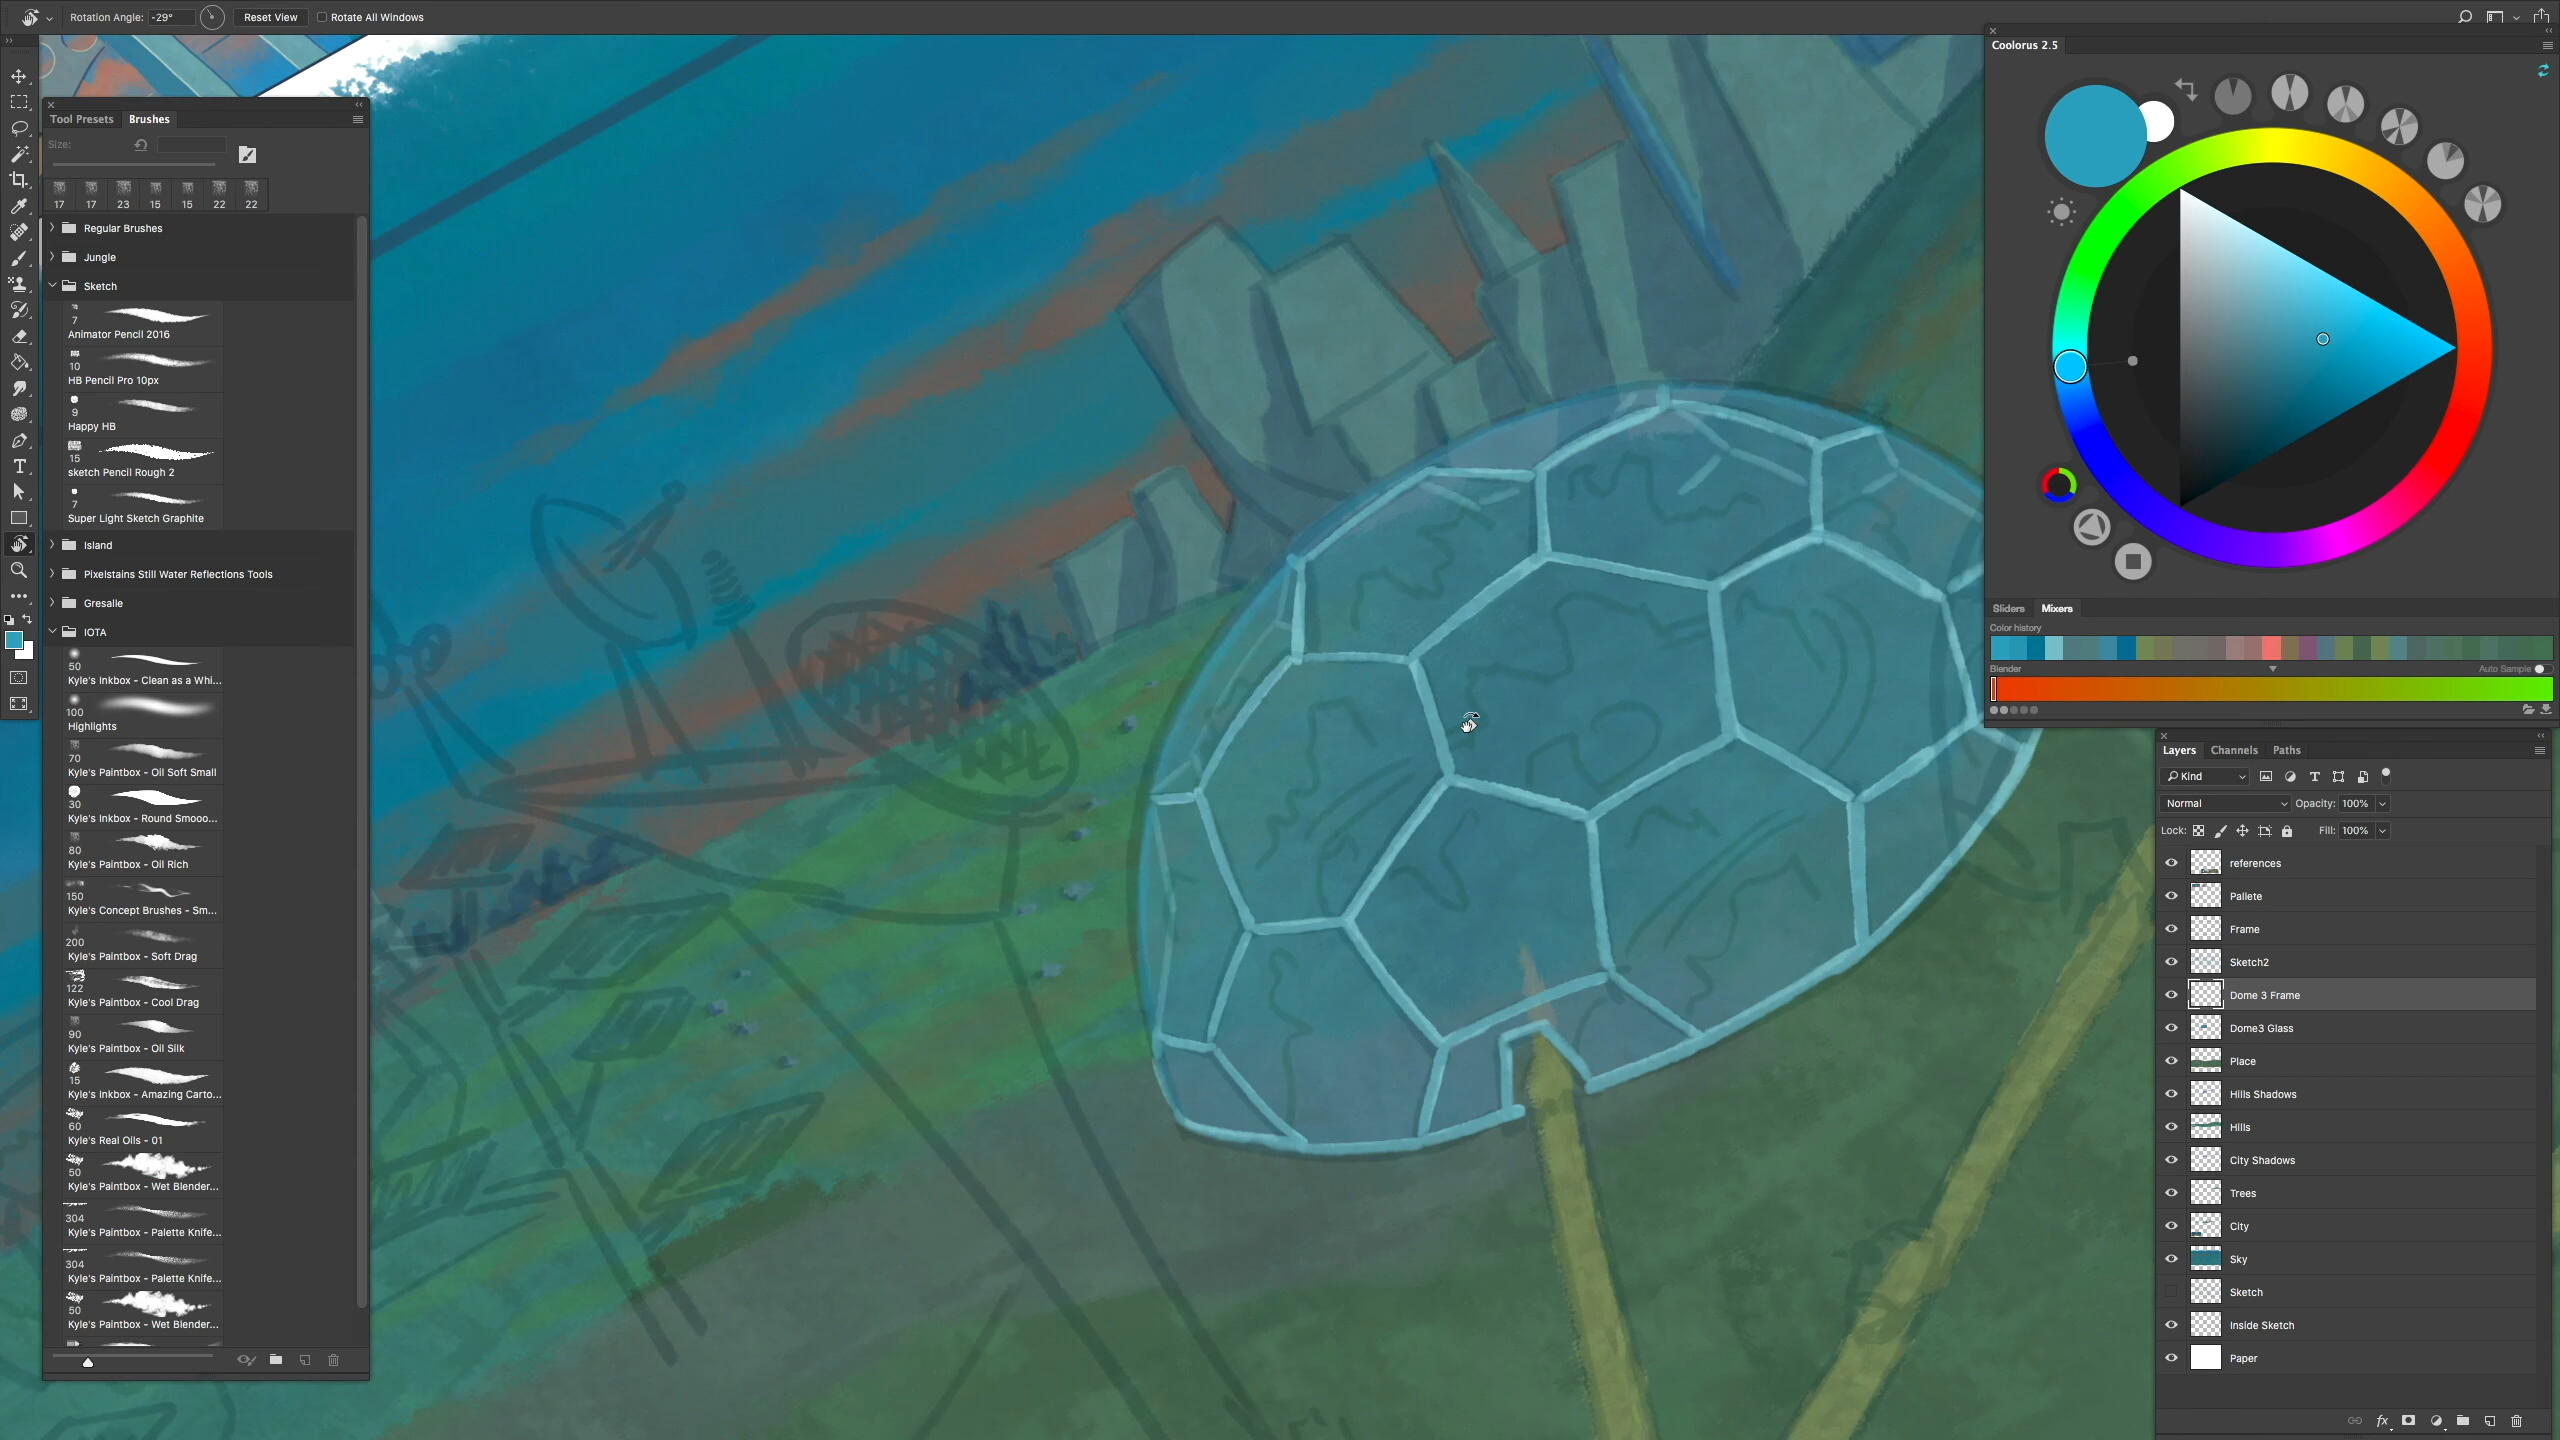 Rotation Angle: -29°
Reset View
Rotate All Windows
Tool Presets
Brushes
Size:
17
17
23
15
15
22
22
Regular Brushes
Jungle
Sketch
7
Animator Pencil 2016
10
HB Pencil Pro 10px
9
Happy HB
15
sketch Pencil Rough 2
7
Super Light Sketch Graphite
Island
Pixelstains Still Water Reflections Tools
Gresalle
IOTA
50
Kyle's Inkbox - Clean as a Whi...
100
Highlights
70
Kyle's Paintbox - Oil Soft Small
30
Kyle's Inkbox - Round Smooo...
80
Kyle's Paintbox - Oil Rich
150
Kyle's Concept Brushes - Sm...
200
Kyle's Paintbox - Soft Drag
122
Kyle's Paintbox - Cool Drag
90
Kyle's Paintbox - Oil Silk
15
Kyle's Inkbox - Amazing Carto...
60
Kyle's Real Oils - 01
50
Kyle's Paintbox - Wet Blender...
304
Kyle's Paintbox - Palette Knife...
304
Kyle's Paintbox - Palette Knife...
50
Kyle's Paintbox - Wet Blender...
Coolorus 2.5
Sliders
Mixers
Color history
Blender
Auto Sample
Layers
Channels
Paths
Kind
Normal
Opacity: 100%
Lock:
Fill: 100%
references
Pallete
Frame
Sketch2
Dome 3 Frame
Dome3 Glass
Place
Hills Shadows
Hills
City Shadows
Trees
City
Sky
Sketch
Inside Sketch
Paper